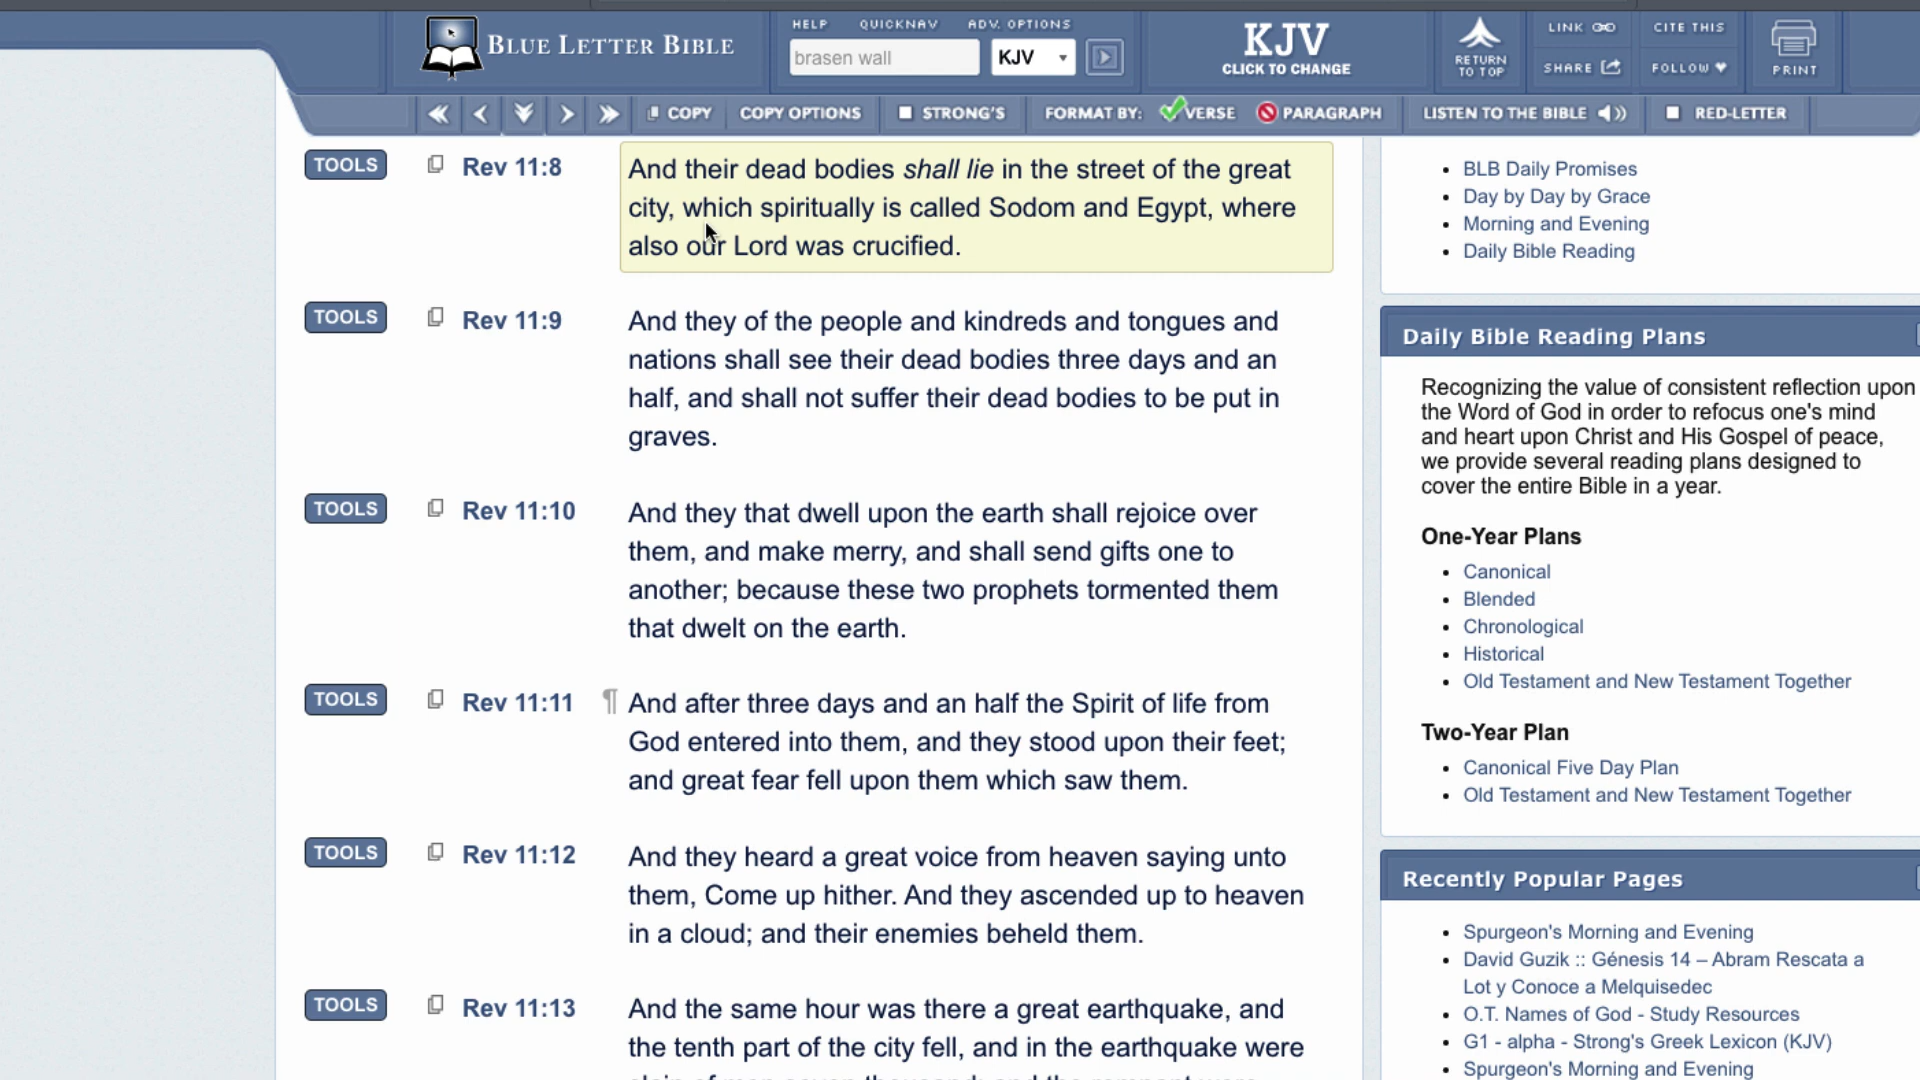 HELP QUICKNAV ADV. OPTIONS
BLUE LETTER BIBLE
brasen wall
KJV
KJV
CLICK TO CHANGE
RETURN
TO TOP
LINK
SHARE
CITE THIS
FOLLOW
PRINT
COPY
COPY OPTIONS
STRONG'S
FORMAT BY: VERSE PARAGRAPH
LISTEN TO THE BIBLE
RED-LETTER
TOOLS Rev 11:8 And their dead bodies shall lie in the street of the great
city, which spiritually is called Sodom and Egypt, where
also our Lord was crucified.
TOOLS Rev 11:9 And they of the people and kindreds and tongues and
nations shall see their dead bodies three days and an
half, and shall not suffer their dead bodies to be put in
graves.
TOOLS Rev 11:10 And they that dwell upon the earth shall rejoice over
them, and make merry, and shall send gifts one to
another; because these two prophets tormented them
that dwelt on the earth.
TOOLS Rev 11:11 ¶ And after three days and an half the Spirit of life from
God entered into them, and they stood upon their feet;
and great fear fell upon them which saw them.
TOOLS Rev 11:12 And they heard a great voice from heaven saying unto
them, Come up hither. And they ascended up to heaven
in a cloud; and their enemies beheld them.
TOOLS Rev 11:13 And the same hour was there a great earthquake, and
the tenth part of the city fell, and in the earthquake were
BLB Daily Promises
Day by Day by Grace
Morning and Evening
Daily Bible Reading
Daily Bible Reading Plans
Recognizing the value of consistent reflection upon
the Word of God in order to refocus one's mind
and heart upon Christ and His Gospel of peace,
we provide several reading plans designed to
cover the entire Bible in a year.
One-Year Plans
Canonical
Blended
Chronological
Historical
Old Testament and New Testament Together
Two-Year Plan
Canonical Five Day Plan
Old Testament and New Testament Together
Recently Popular Pages
Spurgeon's Morning and Evening
David Guzik :: Génesis 14 – Abram Rescata a
Lot y Conoce a Melquisedec
O.T. Names of God - Study Resources
G1 - alpha - Strong's Greek Lexicon (KJV)
Spurgeon's Morning and Evening